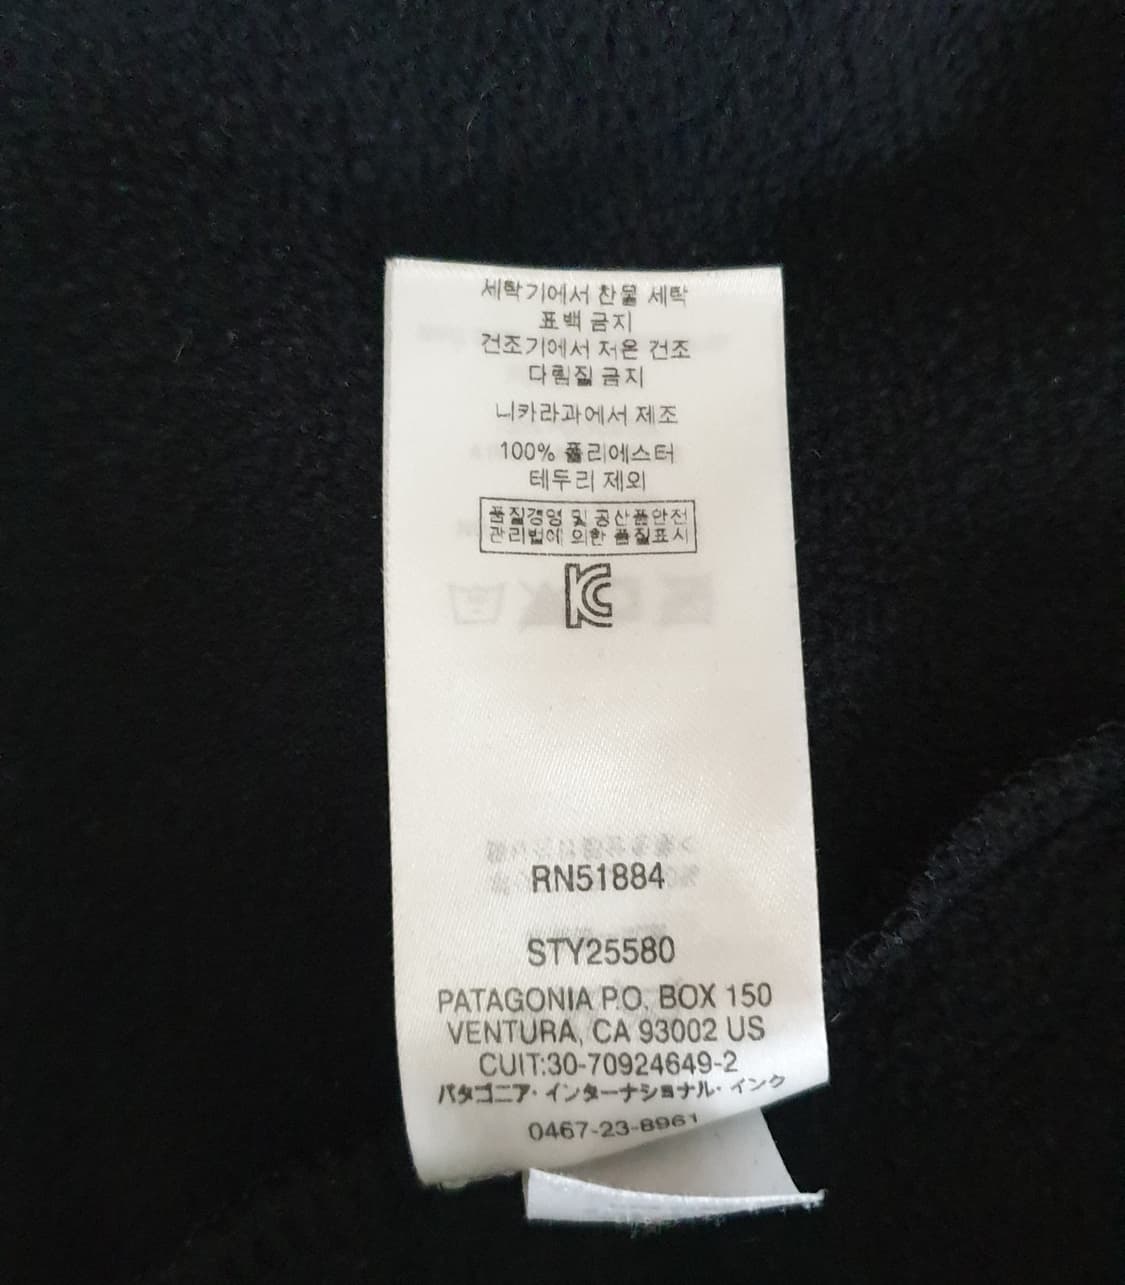 세탁기에서 찬물 세탁
표백 금지
건조기에서 저온 건조
다림질 금지
니카라과에서 제조
100% 폴리에스터
테두리 제외
품질경영 및 공산품안전
관리법에 의한 품질표시
KC
RN51884
STY25580
PATAGONIA P.O. BOX 150
VENTURA, CA 93002 US
CUIT:30-70924649-2
パタゴニア・インターナショナル・インク
0467-23-8961